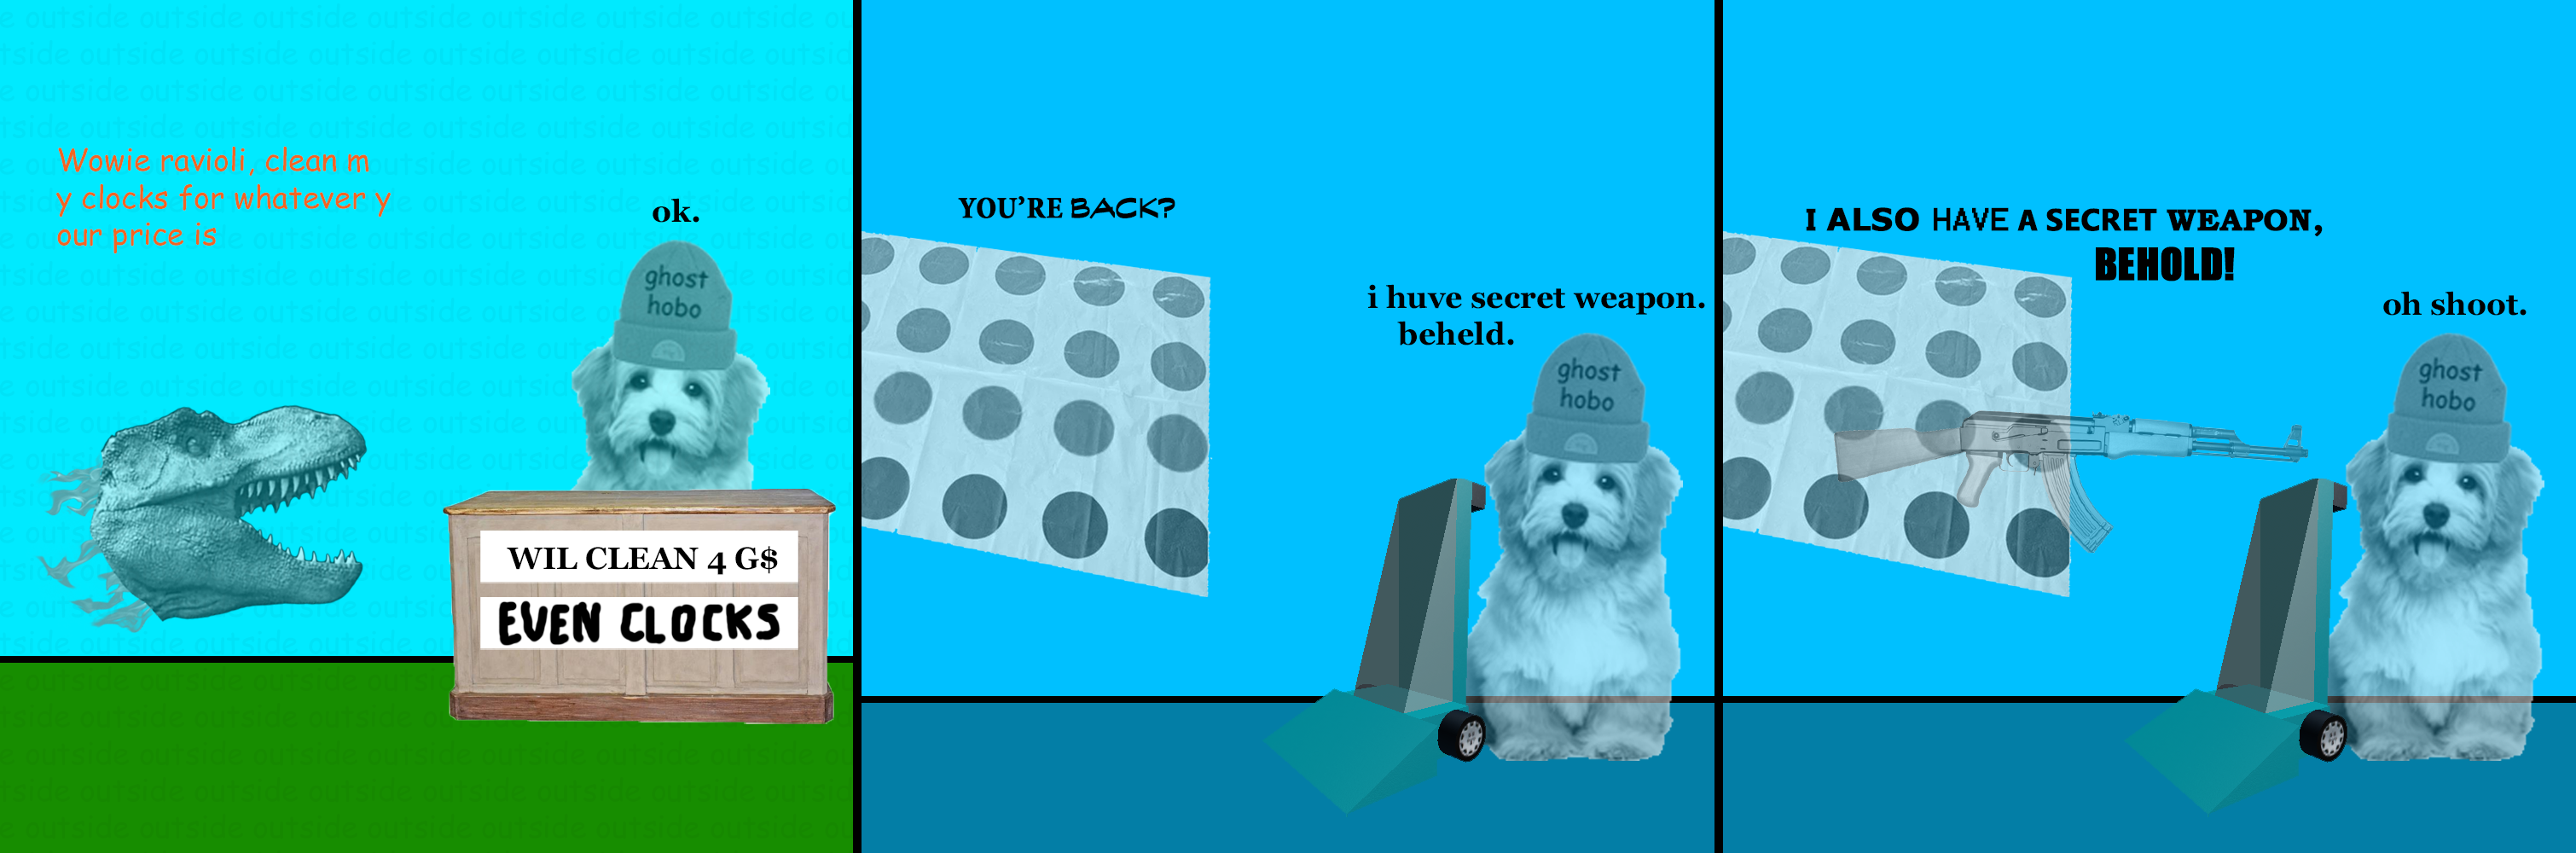 Wowie ravioli, clean m
y clocks for whatever y
our price is
ok.
ghost
hobo
WIL CLEAN 4 G$
EVEN CLOCKS
YOU'RE BACK?
i huve secret weapon.
beheld.
ghost
hobo
I ALSO HAVE A SECRET WEAPON,
BEHOLD!
oh shoot.
ghost
hobo